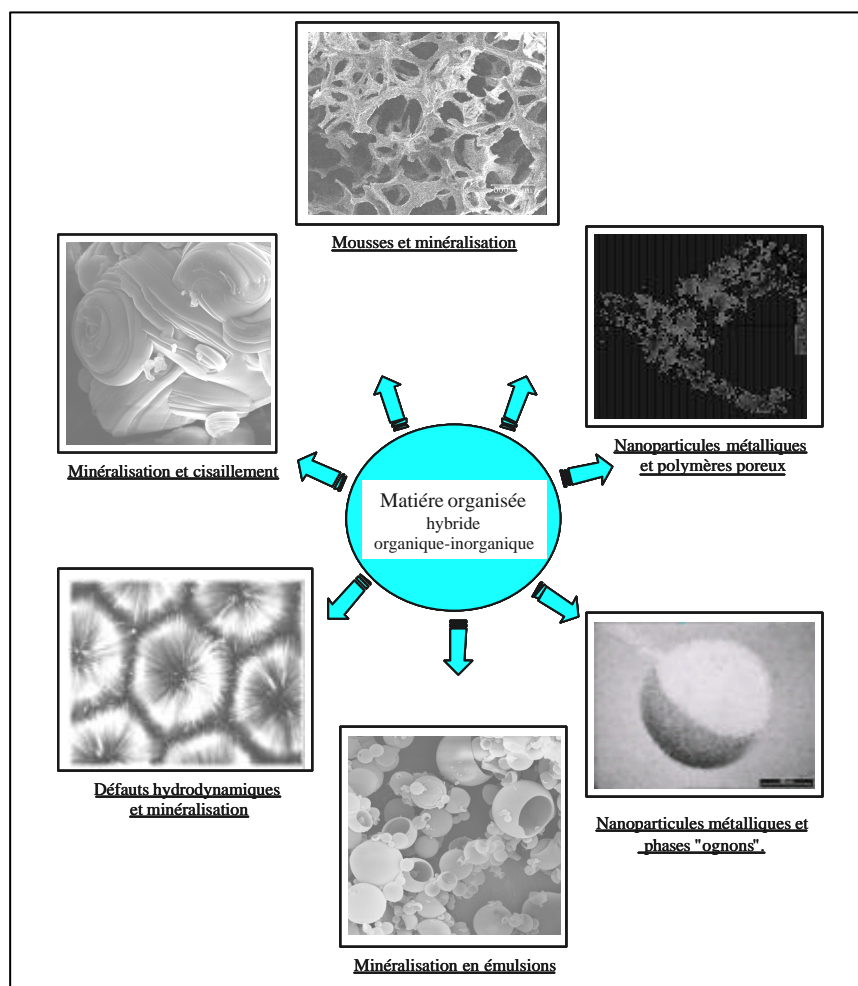 Mousses et minéralisation
Minéralisation et cisaillement
Nanoparticules métalliques
et polymères poreux
Matiére organisée
hybride
organique-inorganique
Défauts hydrodynamiques
et minéralisation
Nanoparticules métalliques et
phases "ognons".
Minéralisation en émulsions